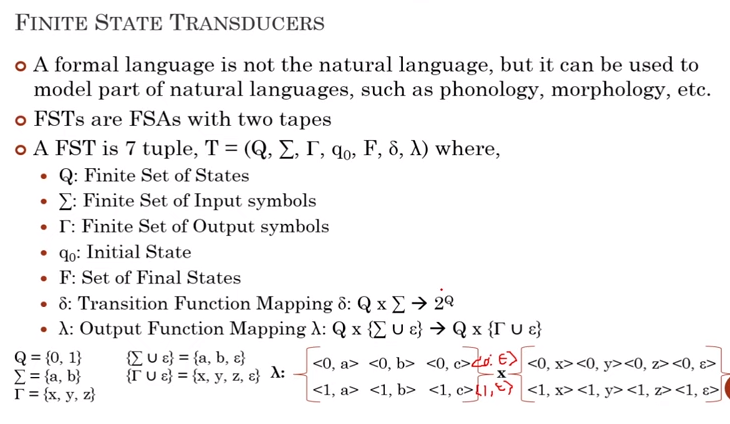 FINITE STATE TRANSDUCERS
A formal language is not the natural language, but it can be used to
model part of natural languages, such as phonology, morphology, etc.
FSTs are FSAs with two tapes
A FST is 7 tuple, T = (Q, Σ, Γ, q₀, F, δ, λ) where,
Q: Finite Set of States
Σ: Finite Set of Input symbols
Γ: Finite Set of Output symbols
q₀: Initial State
F: Set of Final States
δ: Transition Function Mapping δ: Q x Σ → 2^Q
λ: Output Function Mapping λ: Q x {Σ ∪ ε} → Q x {Γ ∪ ε}
Q = {0, 1} {Σ ∪ ε} = {a, b, ε}
Σ = {a, b} {Γ ∪ ε} = {x, y, z, ε}
Γ = {x, y, z}
λ: x
<0, a> <0, b> <0, c> <0, ε> <0, x> <0, y> <0, z> <0, ε>
<1, a> <1, b> <1, c> <1, ε> <1, x> <1, y> <1, z> <1, ε>